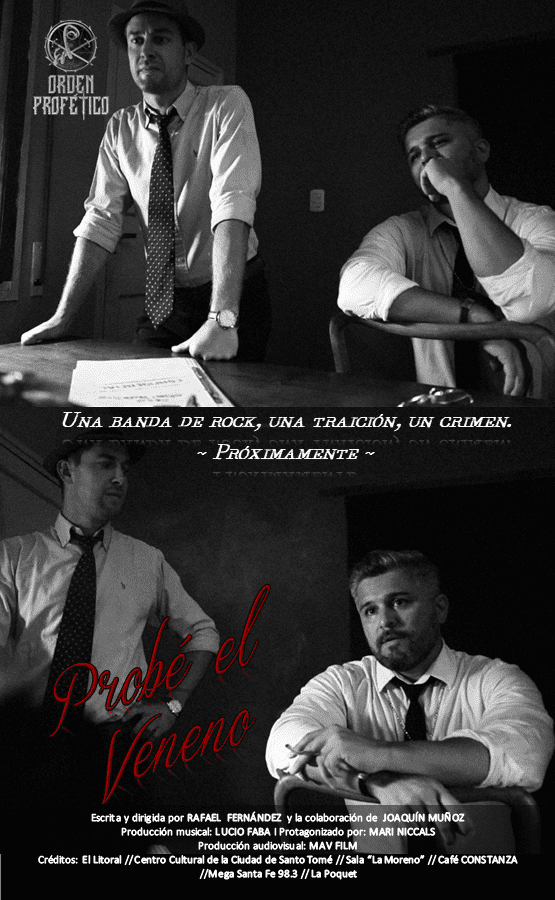 ORDEN
PROFÉTICO
UNA BANDA DE ROCK, UNA TRAICIÓN, UN CRIMEN.
~ PRÓXIMAMENTE ~
Probé el
Veneno
Escrita y dirigida por RAFAEL FERNÁNDEZ y la colaboración de JOAQUÍN MUÑOZ
Producción musical: LUCIO FABA I Protagonizado por: MARI NICCALS
Producción audiovisual: MAV FILM
Créditos: El Litoral //Centro Cultural de la Ciudad de Santo Tomé // Sala "La Moreno" // Café CONSTANZA
//Mega Santa Fe 98.3 // La Poquet